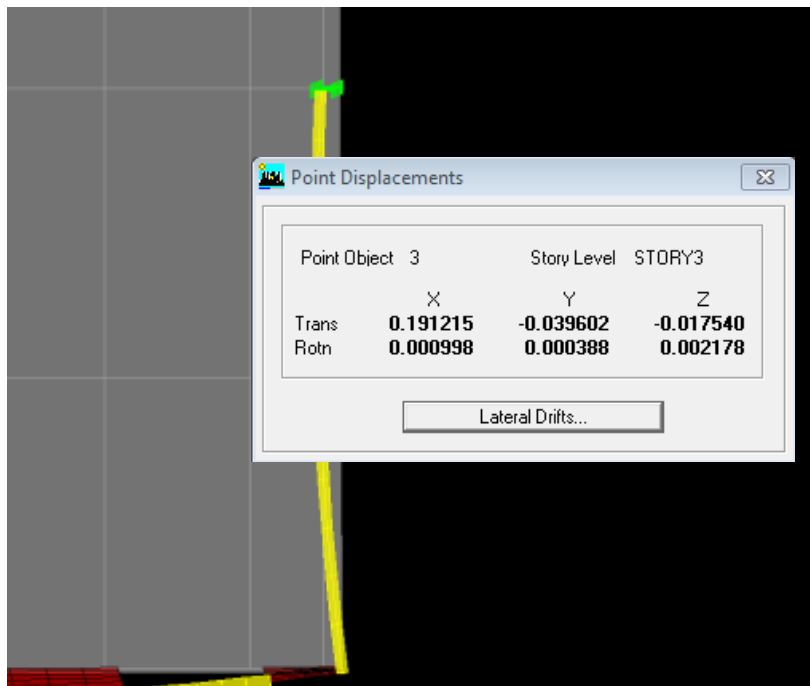 Point Displacements
Point Object 3 Story Level STORY3
X Y Z
Trans 0.191215 -0.039602 -0.017540
Rotn 0.000998 0.000388 0.002178
Lateral Drifts...